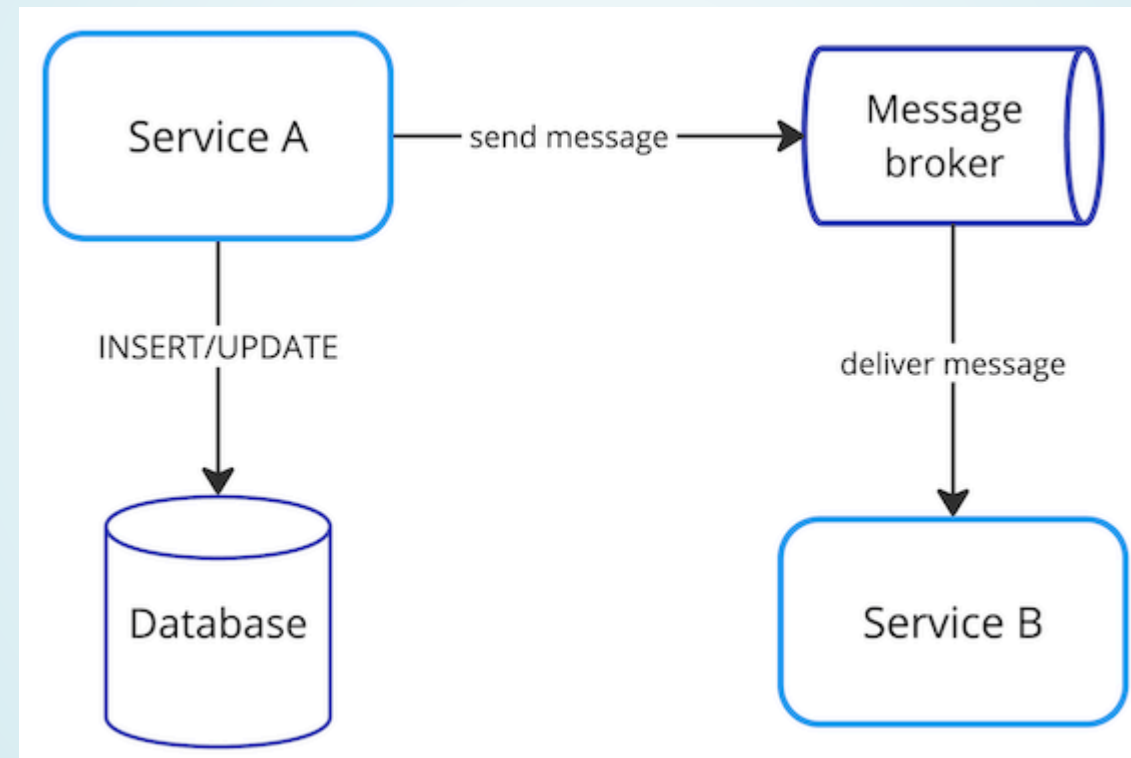 Service A
send message
Message
broker
INSERT/UPDATE
deliver message
Database
Service B